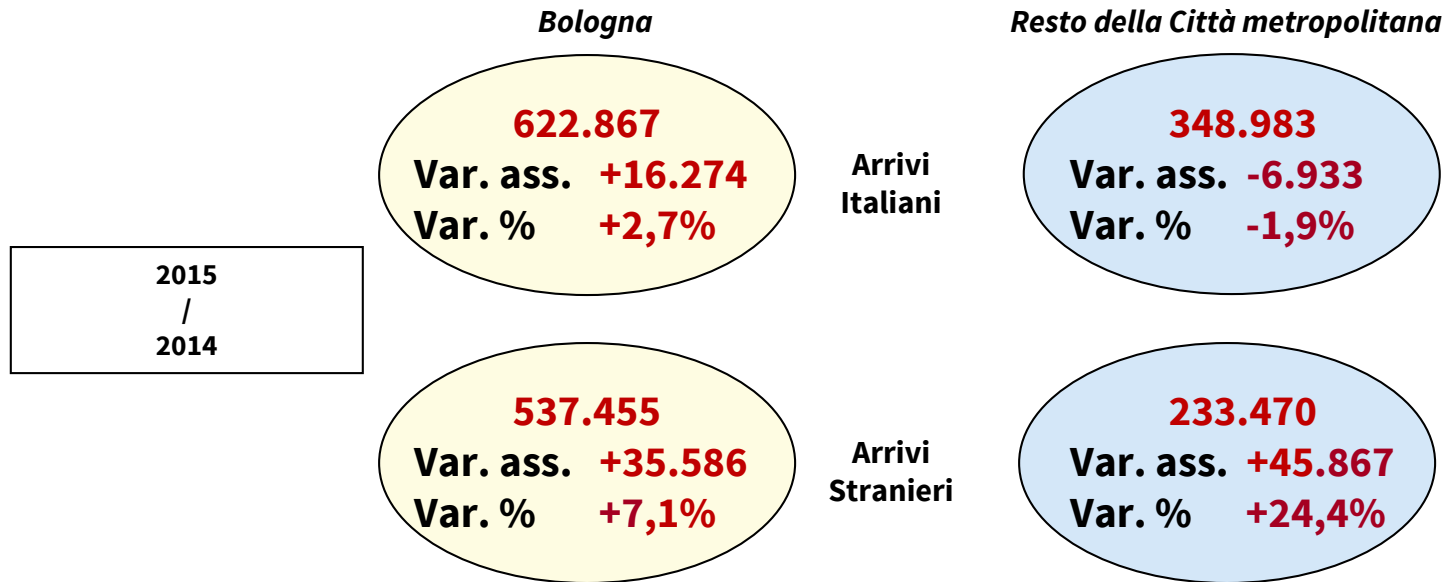 Bologna
Resto della Città metropolitana
622.867
Var. ass. +16.274
Var. % +2,7%
Arrivi
Italiani
348.983
Var. ass. -6.933
Var. % -1,9%
2015
/
2014
537.455
Var. ass. +35.586
Var. % +7,1%
Arrivi
Stranieri
233.470
Var. ass. +45.867
Var. % +24,4%